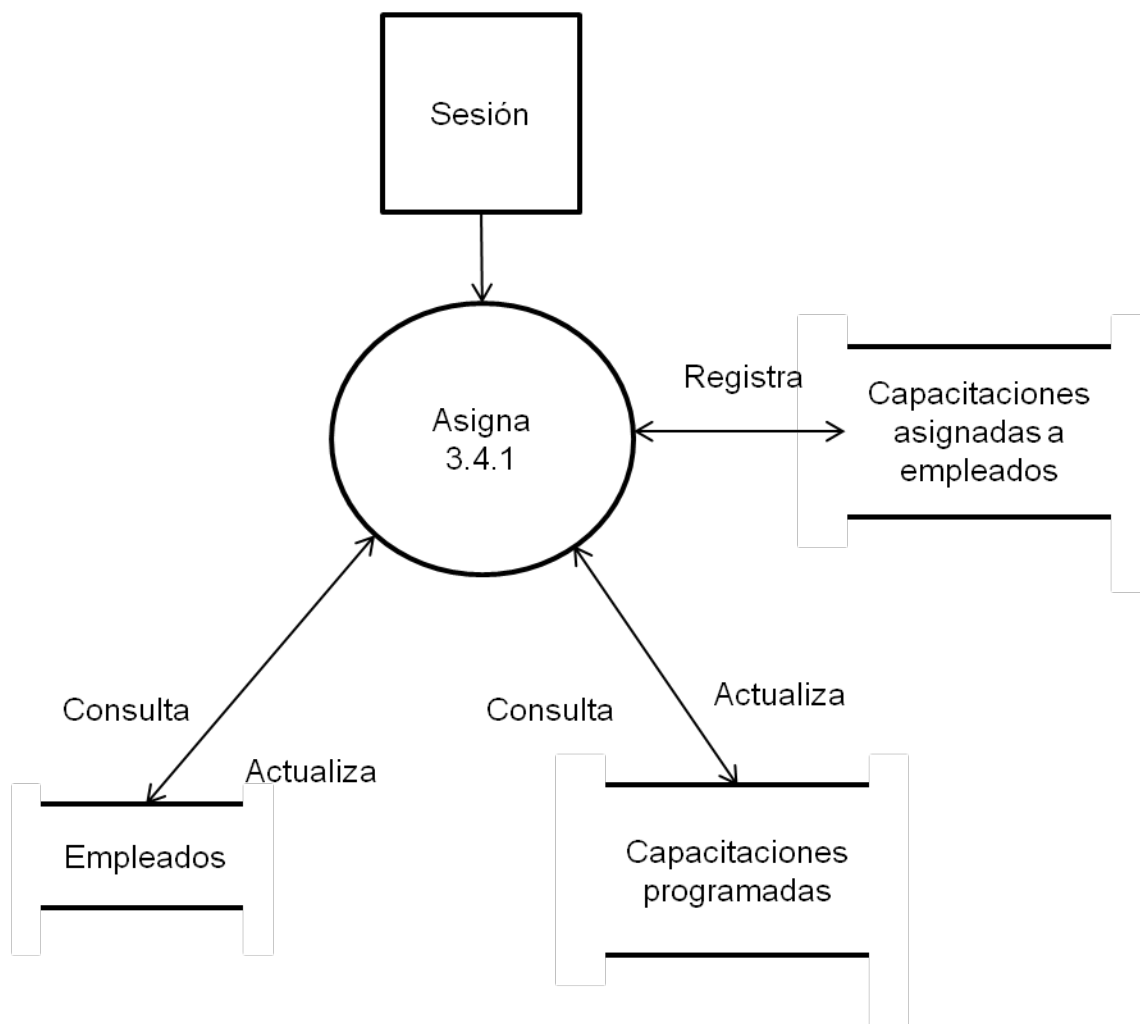 Sesión
Asigna
3.4.1
Registra
Capacitaciones
asignadas a
empleados
Consulta
Actualiza
Empleados
Consulta
Actualiza
Capacitaciones
programadas